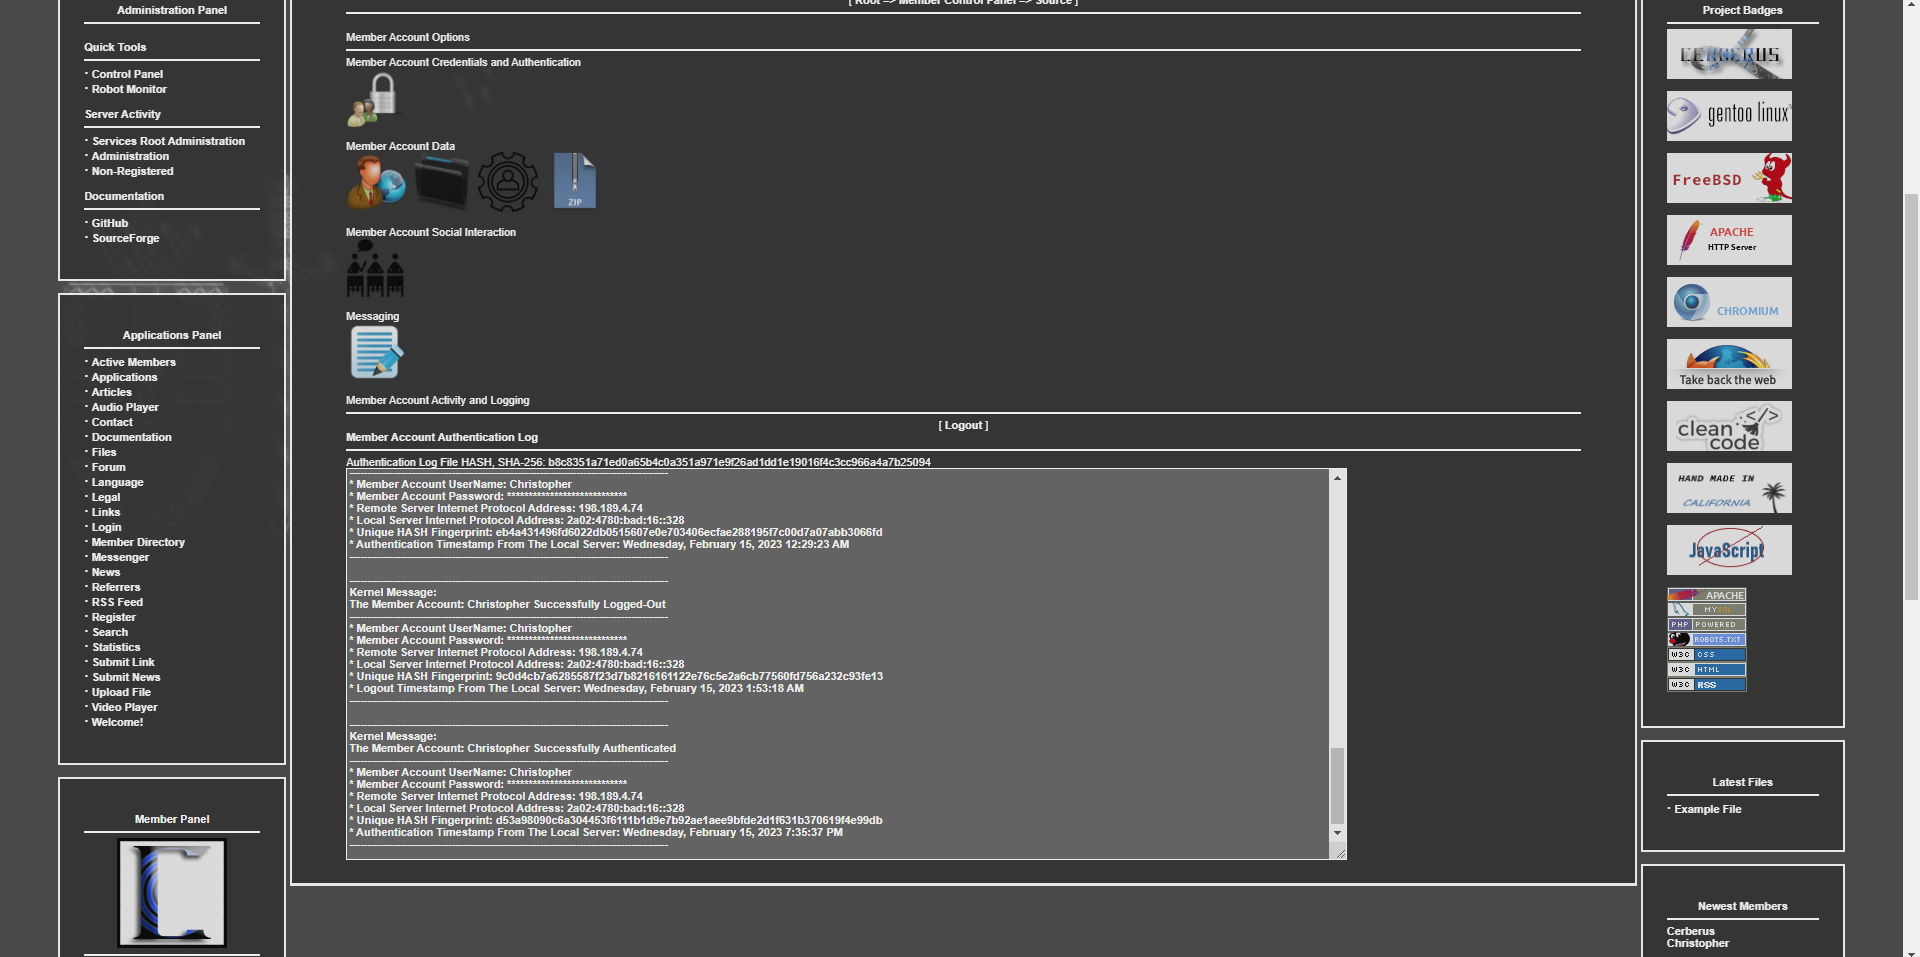 Administration Panel
Quick Tools
· Control Panel
· Robot Monitor
Server Activity
· Services Root Administration
· Administration
· Non-Registered
Documentation
· GitHub
· SourceForge
Applications Panel
· Active Members
· Applications
· Articles
· Audio Player
· Contact
· Documentation
· Files
· Forum
· Language
· Legal
· Links
· Login
· Member Directory
· Messenger
· News
· Referrers
· RSS Feed
· Register
· Search
· Statistics
· Submit Link
· Submit News
· Upload File
· Video Player
· Welcome!
Member Panel
[ Root --> Member Control Panel --> Source ]
Member Account Options
Member Account Credentials and Authentication
Member Account Data
ZIP
Member Account Social Interaction
Messaging
Member Account Activity and Logging
[ Logout ]
Member Account Authentication Log
Authentication Log File HASH, SHA-256: b8c8351a71ed0a65b4c0a351a971e9f26ad1dd1e19016f4c3cc966a4a7b25094
* Member Account UserName: Christopher
* Member Account Password: ****************************
* Remote Server Internet Protocol Address: 198.189.4.74
* Local Server Internet Protocol Address: 2a02:4780:bad:16::328
* Unique HASH Fingerprint: eb4a431496fd6022db0515607e0e703406ecfae288195f7c00d7a07abb3066fd
* Authentication Timestamp From The Local Server: Wednesday, February 15, 2023 12:29:23 AM
Kernel Message:
The Member Account: Christopher Successfully Logged-Out
* Member Account UserName: Christopher
* Member Account Password: ****************************
* Remote Server Internet Protocol Address: 198.189.4.74
* Local Server Internet Protocol Address: 2a02:4780:bad:16::328
* Unique HASH Fingerprint: 9c0d4cb7a6285587f23d7b8216161122e76c5e2a6cb77560fd756a232c93fe13
* Logout Timestamp From The Local Server: Wednesday, February 15, 2023 1:53:18 AM
Kernel Message:
The Member Account: Christopher Successfully Authenticated
* Member Account UserName: Christopher
* Member Account Password: ****************************
* Remote Server Internet Protocol Address: 198.189.4.74
* Local Server Internet Protocol Address: 2a02:4780:bad:16::328
* Unique HASH Fingerprint: d53a98090c6a304453f6111b1d9e7b92ae1aee9bfde2d1f631b370619f4e99db
* Authentication Timestamp From The Local Server: Wednesday, February 15, 2023 7:35:37 PM
Project Badges
CERBERUS
gentoo linux
FreeBSD
APACHE
HTTP Server
CHROMIUM
Take back the web
</>
clean
code
HAND MADE IN
CALIFORNIA
JavaScript
APACHE
MYSQL
PHP POWERED
ROBOTS.TXT
W3C CSS
W3C HTML
W3C RSS
Latest Files
· Example File
Newest Members
Cerberus
Christopher